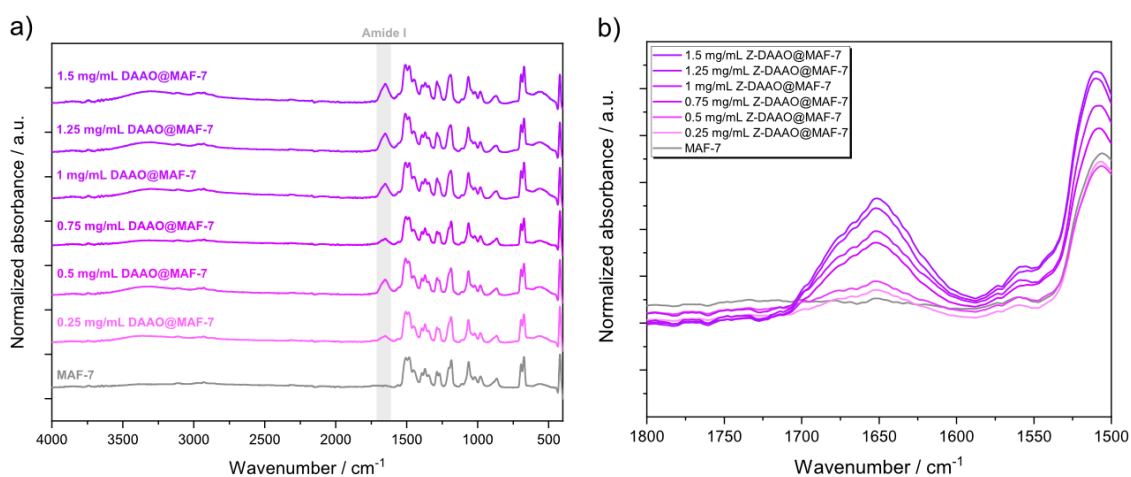 a)
Amide I
1.5 mg/mL DAAO@MAF-7
1.25 mg/mL DAAO@MAF-7
1 mg/mL DAAO@MAF-7
0.75 mg/mL DAAO@MAF-7
0.5 mg/mL DAAO@MAF-7
0.25 mg/mL DAAO@MAF-7
MAF-7
Normalized absorbance / a.u.
4000 3500 3000 2500 2000 1500 1000 500
Wavenumber / cm⁻¹
b)
1.5 mg/mL Z-DAAO@MAF-7
1.25 mg/mL Z-DAAO@MAF-7
1 mg/mL Z-DAAO@MAF-7
0.75 mg/mL Z-DAAO@MAF-7
0.5 mg/mL Z-DAAO@MAF-7
0.25 mg/mL Z-DAAO@MAF-7
MAF-7
Normalized absorbance / a.u.
1800 1750 1700 1650 1600 1550 1500
Wavenumber / cm⁻¹